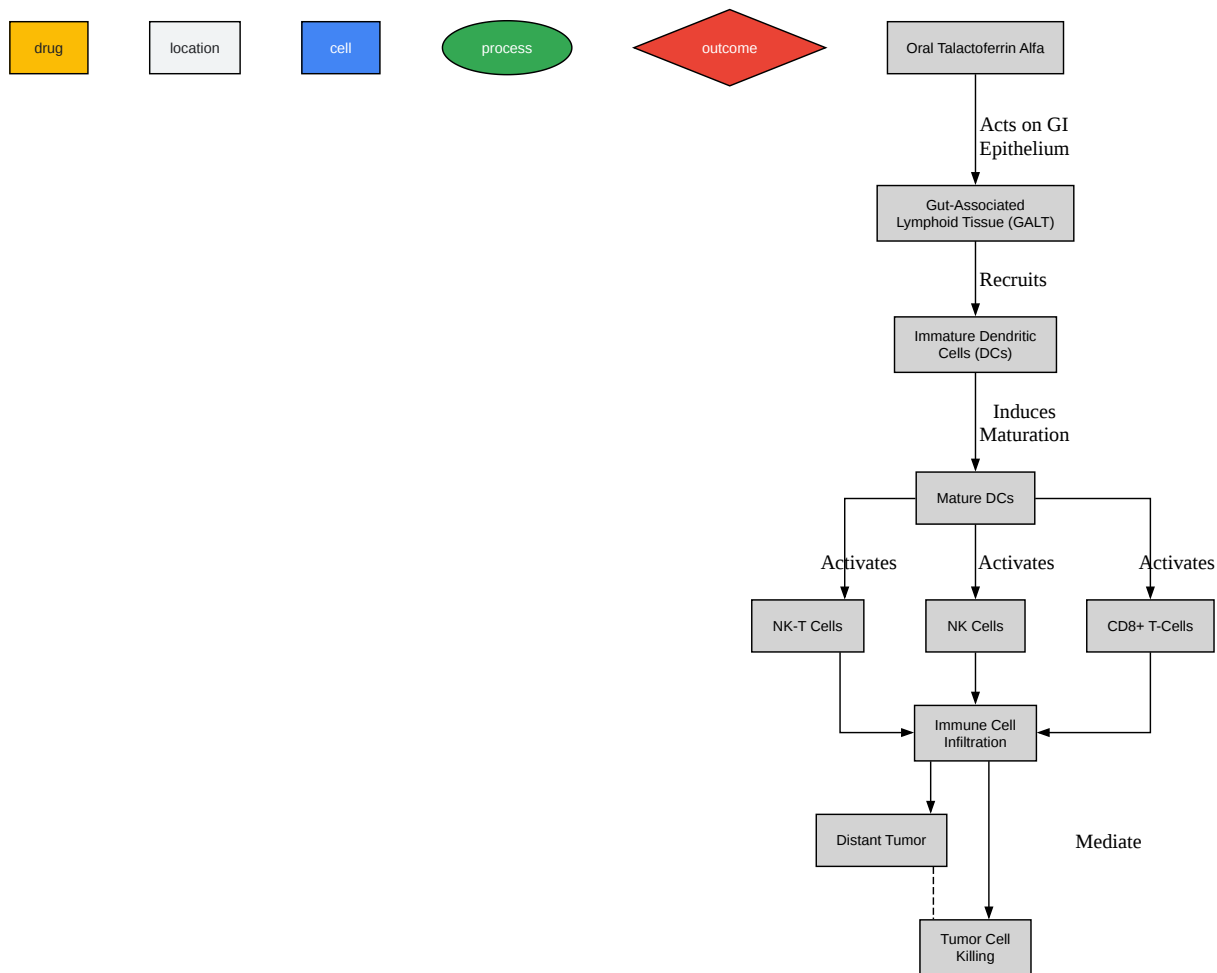 drug
location
cell
process
outcome
Oral Talactoferrin Alfa
Acts on GI
Epithelium
Gut-Associated
Lymphoid Tissue (GALT)
Recruits
Immature Dendritic
Cells (DCs)
Induces
Maturation
Mature DCs
Activates
Activates
Activates
NK-T Cells
NK Cells
CD8+ T-Cells
Immune Cell
Infiltration
Distant Tumor
Mediate
Tumor Cell
Killing